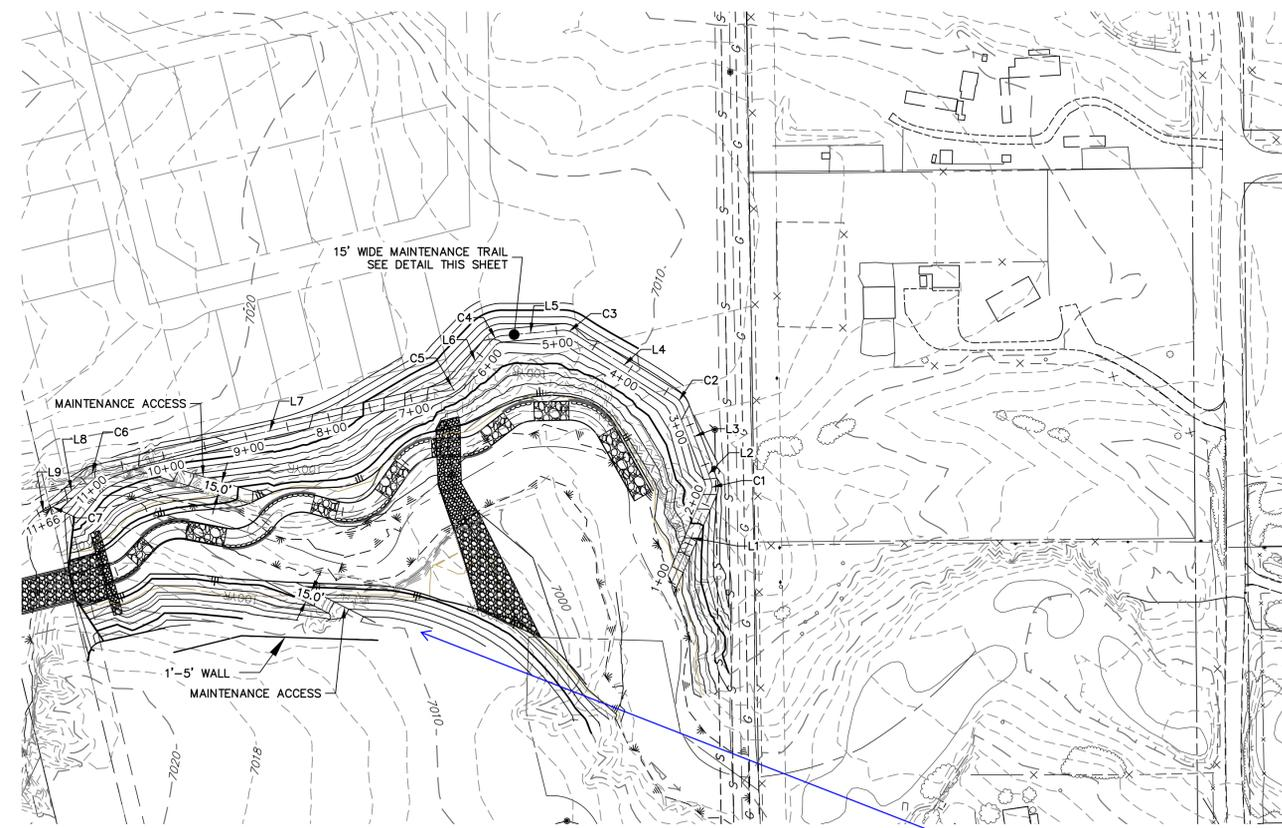 15' WIDE MAINTENANCE TRAIL
SEE DETAIL THIS SHEET
7010
7020
L5
C4
C3
L6
5+00
L4
C5
6+00
4+00
C2
MAINTENANCE ACCESS
L7
7+00
3+00
8+00
L3
C6
L8
9+00
L2
10+00
L9
15.0'
C1
11+00
2+00
11+66
C7
L1
1+00
15.0'
7000
1'-5' WALL
MAINTENANCE ACCESS
7010
7020
7018
S
S
S
S
S
S
S
S
G
G
G
G
G
G